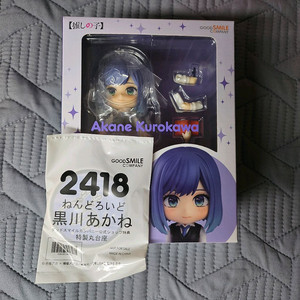 【推しの子】
GOOD SMILE
COMPANY
Akane Kurokawa
GOOD SMILE
COMPANY
2418
ねんどろいど
黒川あかね
特製丸台座